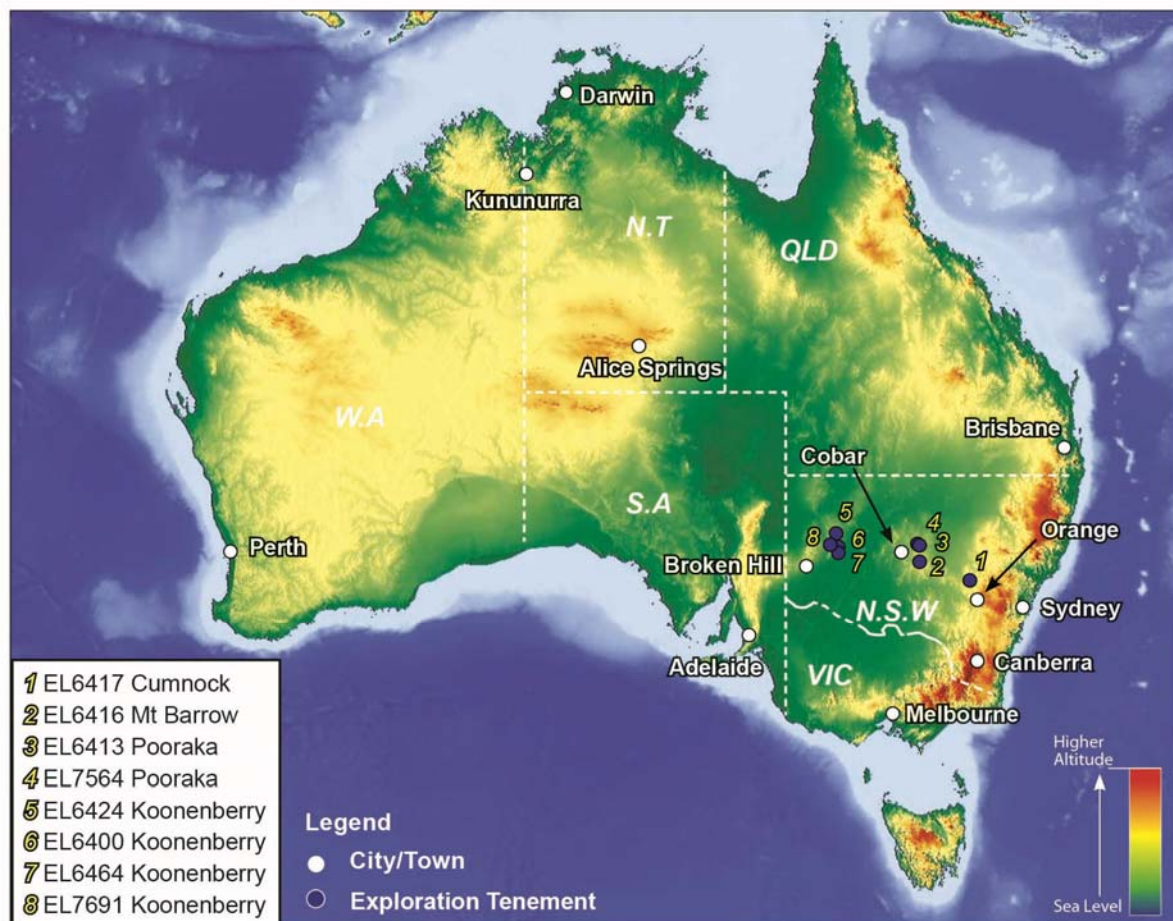 Darwin
Kununurra
N.T
QLD
Alice Springs
W.A
Brisbane
Cobar
S.A
5
4
Orange
8
6
3
Perth
Broken Hill
7
2
1
N.S.W
Sydney
Adelaide
VIC
Canberra
Melbourne
1 EL6417 Cumnock
2 EL6416 Mt Barrow
3 EL6413 Pooraka
4 EL7564 Pooraka
5 EL6424 Koonenberry
6 EL6400 Koonenberry
7 EL6464 Koonenberry
8 EL7691 Koonenberry
Legend
City/Town
Exploration Tenement
Higher
Altitude
Sea Level